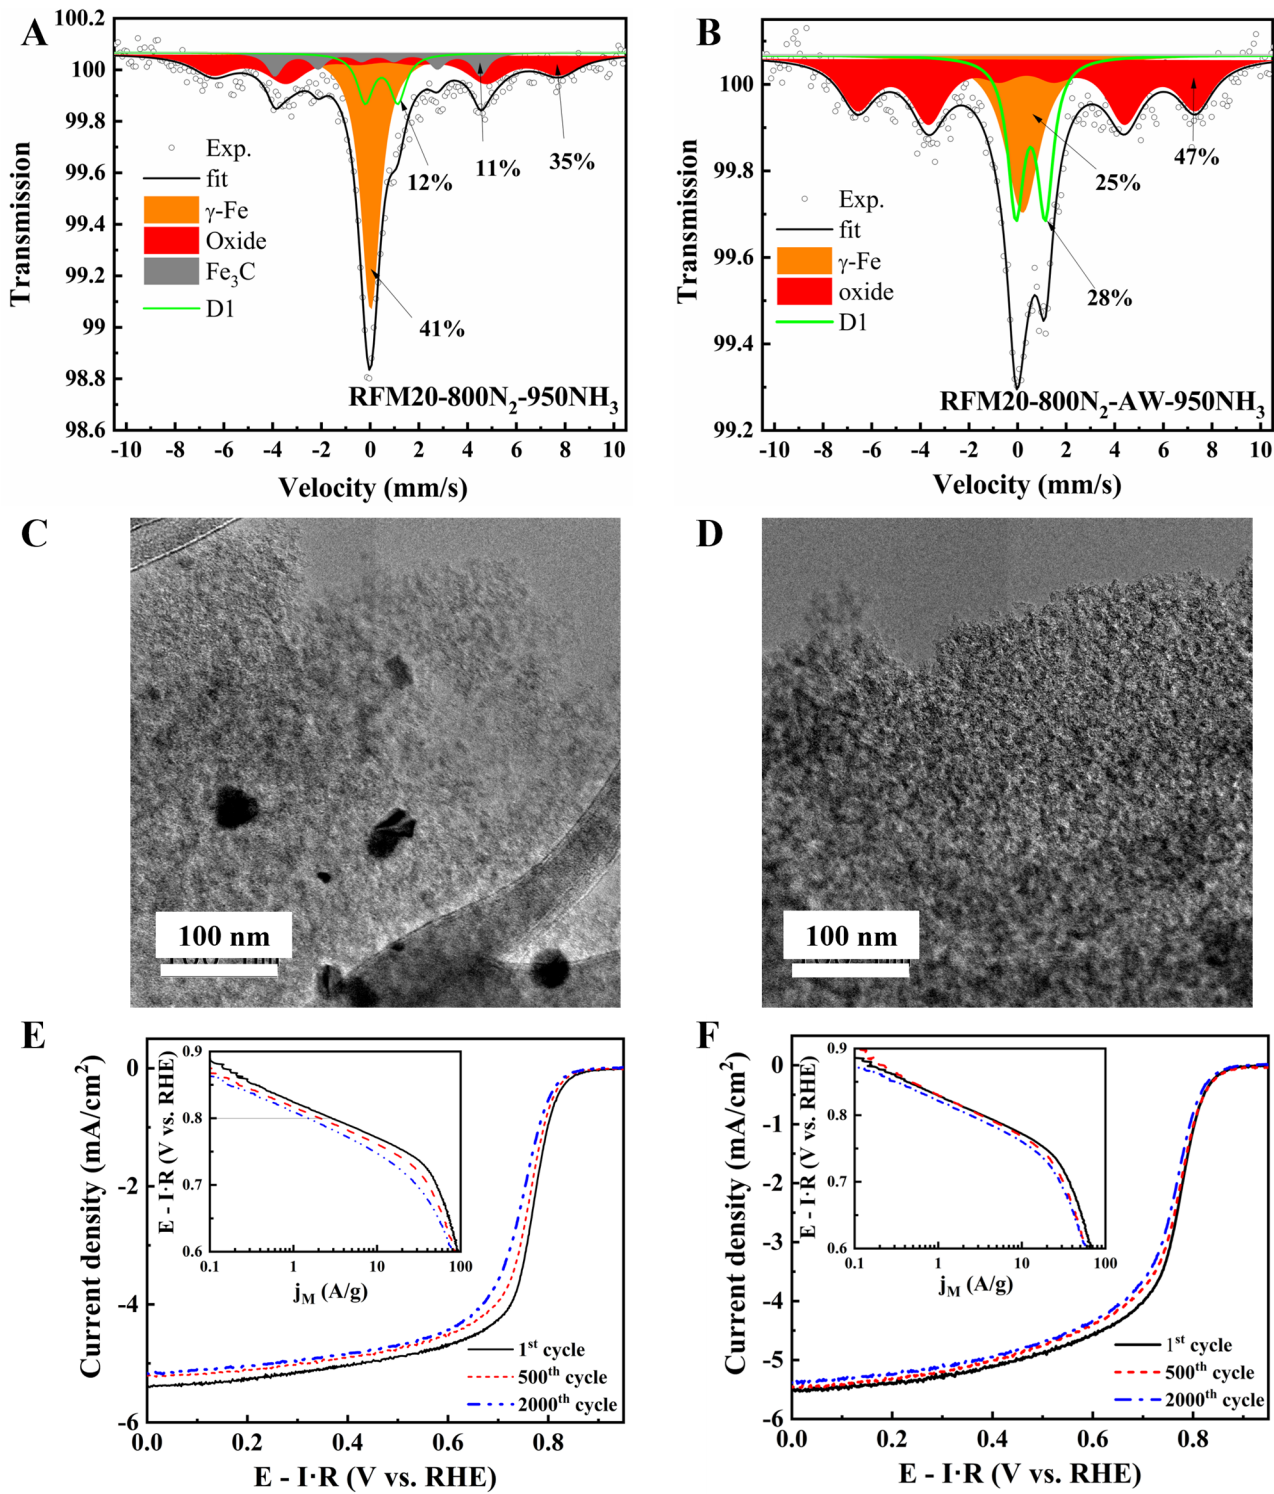 A
100.2
100
99.8
99.6
99.4
99.2
99
98.8
98.6
Transmission
Exp.
fit
γ-Fe
Oxide
Fe₃C
D1
12%
11%
35%
41%
RFM20-800N₂-950NH₃
-10 -8 -6 -4 -2 0 2 4 6 8 10
Velocity (mm/s)
B
100.0
99.8
99.6
99.4
99.2
Transmission
Exp.
fit
γ-Fe
oxide
D1
25%
47%
28%
RFM20-800N₂-AW-950NH₃
-10 -8 -6 -4 -2 0 2 4 6 8 10
Velocity (mm/s)
C
100 nm
D
100 nm
E
0
-2
-4
-6
Current density (mA/cm²)
0.9
0.8
0.7
0.6
E - I·R (V vs. RHE)
0.1 1 10 100
jM (A/g)
1st cycle
500th cycle
2000th cycle
0.0 0.2 0.4 0.6 0.8
E - I·R (V vs. RHE)
F
0
-1
-2
-3
-4
-5
-6
Current density (mA/cm²)
0.9
0.8
0.7
0.6
E - I·R (V vs. RHE)
0.1 1 10 100
jM (A/g)
1st cycle
500th cycle
2000th cycle
0.0 0.2 0.4 0.6 0.8
E - I·R (V vs. RHE)